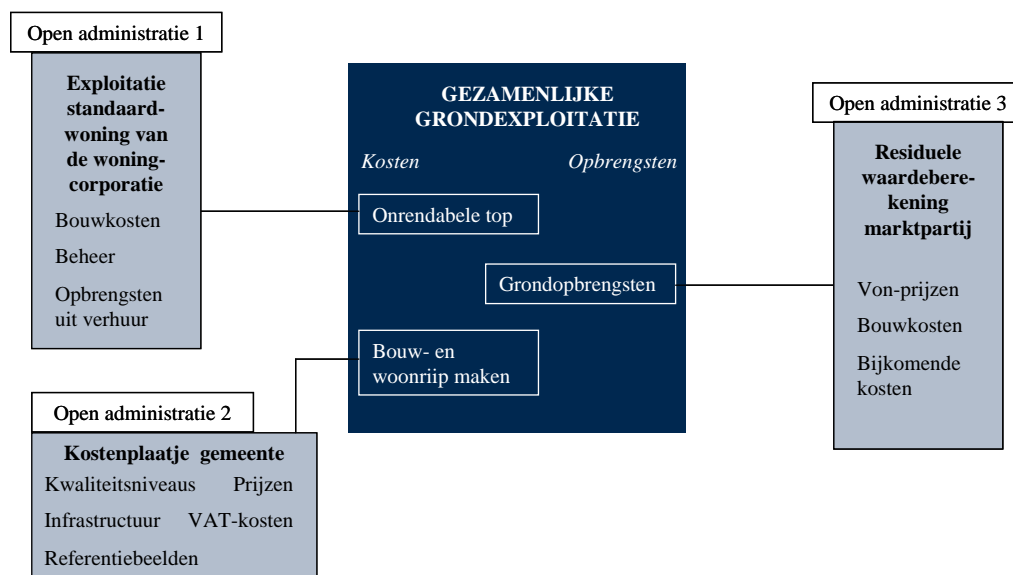 Open administratie 1
Exploitatie
standaard-
woning van
de woning-
corporatie
Bouwkosten
Beheer
Opbrengsten
uit verhuur
GEZAMENLIJKE
GRONDEXPLOITATIE
Kosten Opbrengsten
Onrendabele top
Grondopbrengsten
Bouw- en
woonriip maken
Open administratie 3
Residuele
waardebere-
kening
marktpartij
Von-prijzen
Bouwkosten
Bijkomende
kosten
Open administratie 2
Kostenplaatje gemeente
Kwaliteitsniveaus Prijzen
Infrastructuur VAT-kosten
Referentiebeelden